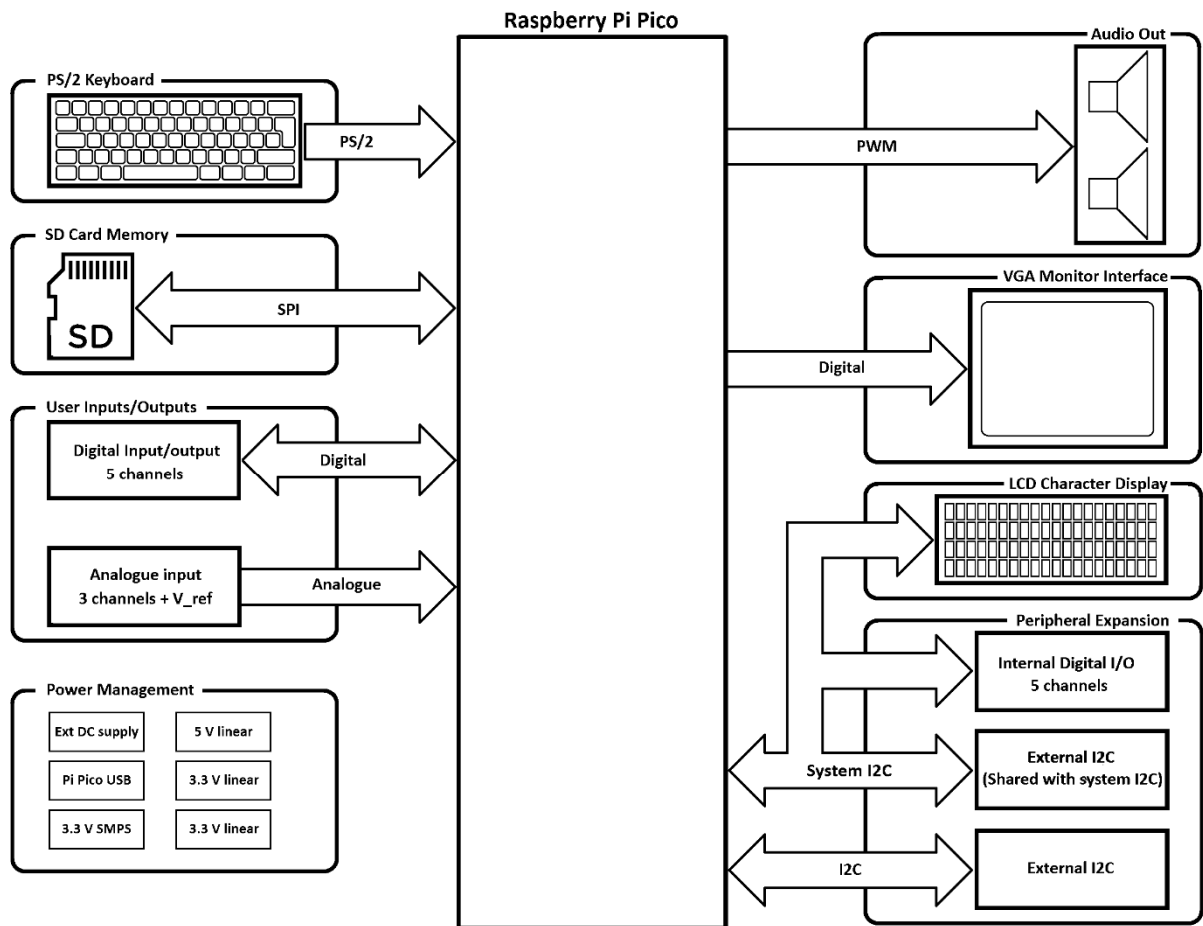 Raspberry Pi Pico
PS/2 Keyboard
PS/2
SD Card Memory
SD
SPI
User Inputs/Outputs
Digital Input/output
5 channels
Digital
Analogue input
3 channels + V_ref
Analogue
Power Management
Ext DC supply
5 V linear
Pi Pico USB
3.3 V linear
3.3 V SMPS
3.3 V linear
Audio Out
PWM
VGA Monitor Interface
Digital
LCD Character Display
Peripheral Expansion
Internal Digital I/O
5 channels
System I2C
External I2C
(Shared with system I2C)
I2C
External I2C